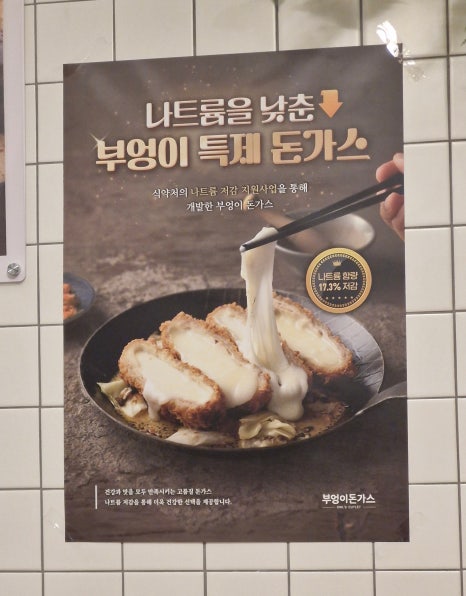 나트륨을 낮춘
부엉이 특제 돈가스
식약처의 나트륨 저감 지원사업을 통해
개발한 부엉이 돈가스
나트륨 함량
17.3% 저감
건강과 맛을 모두 만족시키는 고품질 돈가스
나트륨 저감을 통해 더욱 건강한 선택을 제공합니다.
부엉이돈가스
OWL'S CUTLET